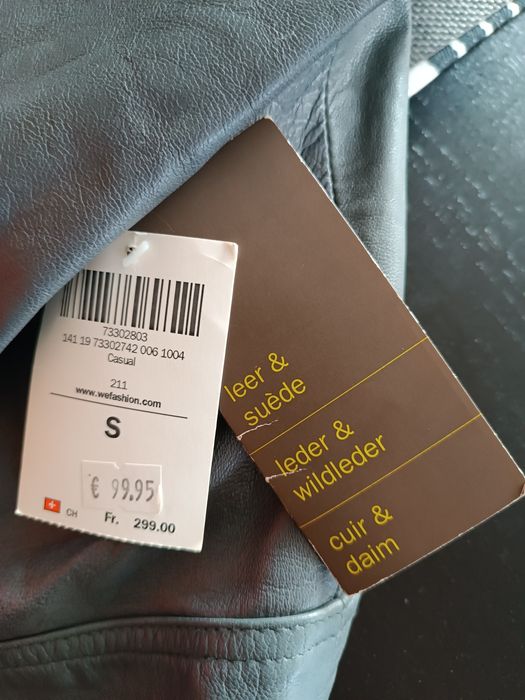 73302803
141 19 73302742 006 1004
Casual
211
www.wefashion.com
S
€ 99.95
CH Fr. 299.00
leer &
suède
leder &
wildleder
cuir &
daim